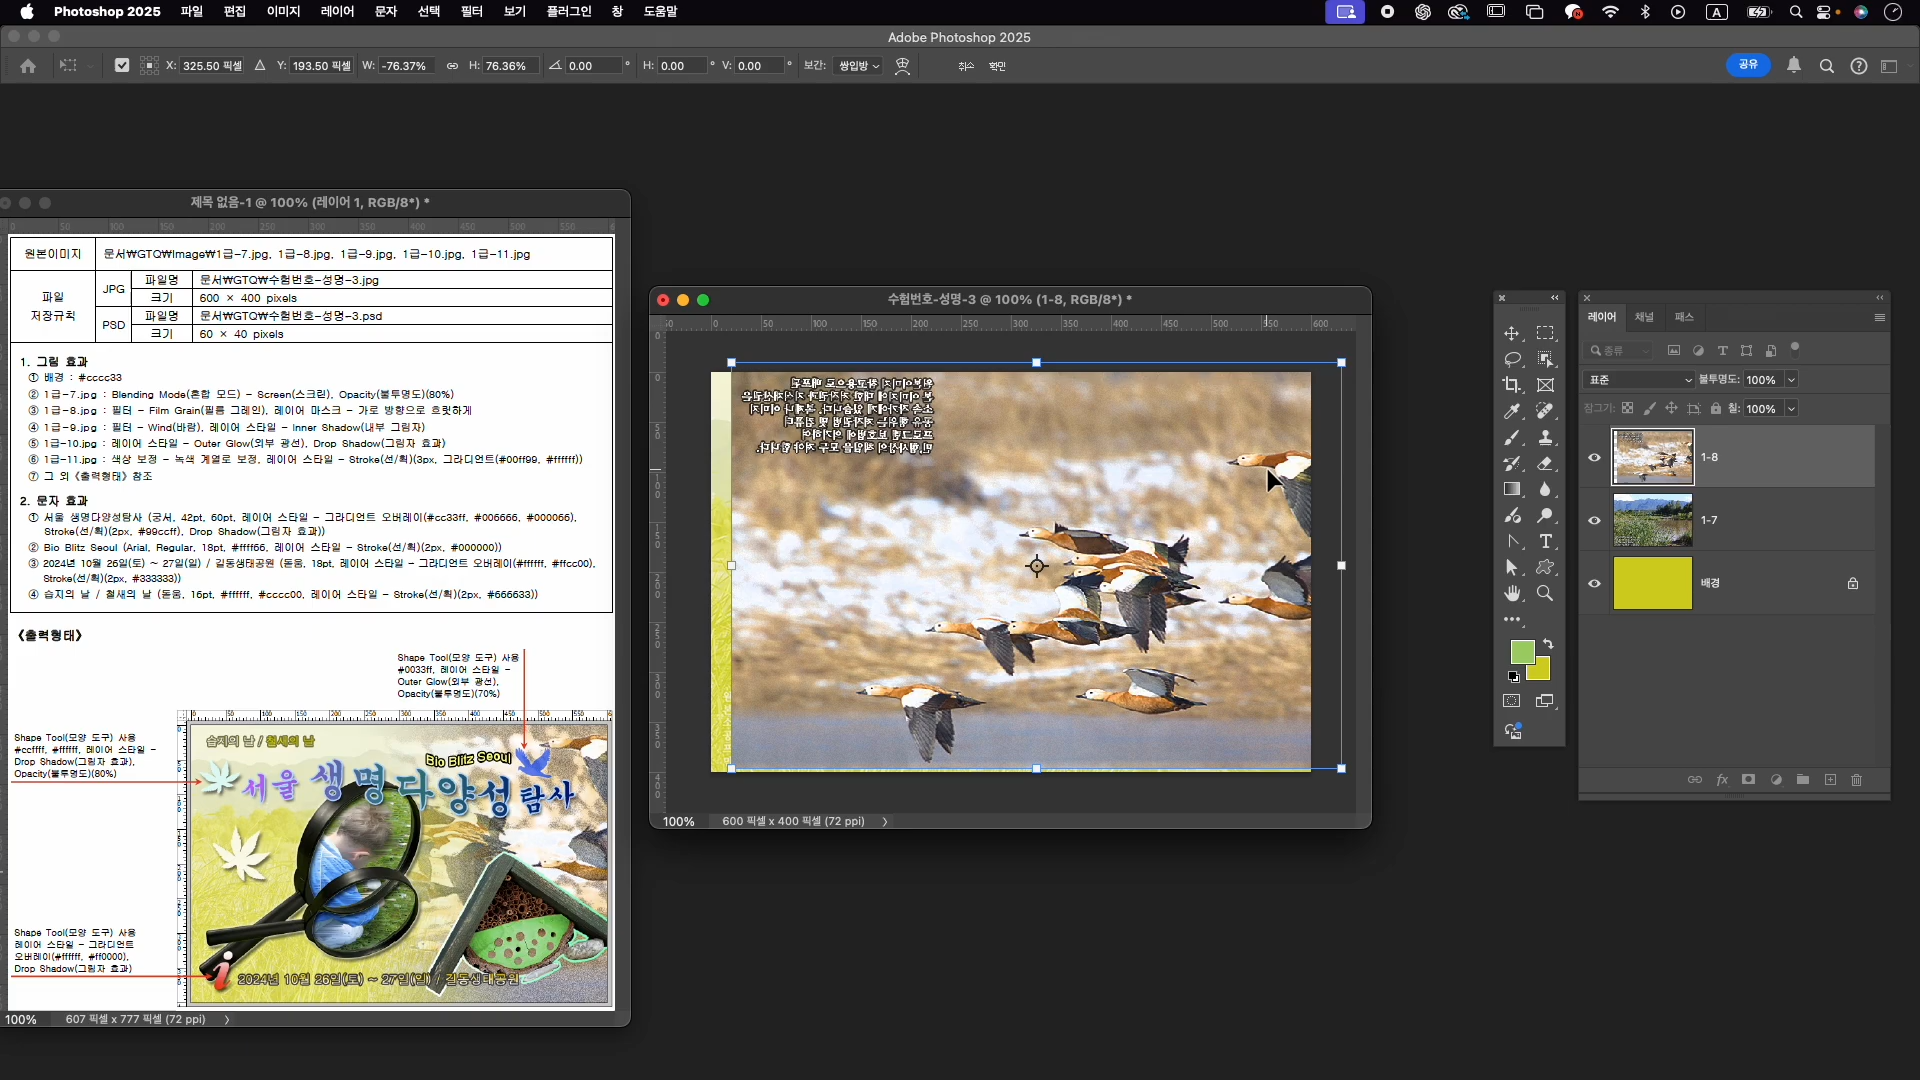 Photoshop 2025 파일 편집 이미지 레이어 문자 선택 필터 보기 플러그인 창 도움말
Adobe Photoshop 2025
X: 325.50 픽셀 Y: 193.50 픽셀 W: -76.37% H: 76.36% 0.00 ° H: 0.00 ° V: 0.00 ° 보간: 쌍입방 취소 확인 공유
제목 없음-1 @ 100% (레이어 1, RGB/8*) *
원본이미지 문서₩GTQ₩Image₩1급-7.jpg, 1급-8.jpg, 1급-9.jpg, 1급-10.jpg, 1급-11.jpg
파일 저장규칙
JPG 파일명 문서₩GTQ₩수험번호-성명-3.jpg
크기 600 × 400 pixels
PSD 파일명 문서₩GTQ₩수험번호-성명-3.psd
크기 60 × 40 pixels
1. 그림 효과
① 배경 : #cccc33
② 1급-7.jpg : Blending Mode(혼합 모드) - Screen(스크린), Opacity(불투명도)(80%)
③ 1급-8.jpg : 필터 - Film Grain(필름 그레인), 레이어 마스크 - 가로 방향으로 흐릿하게
④ 1급-9.jpg : 필터 - Wind(바람), 레이어 스타일 - Inner Shadow(내부 그림자)
⑤ 1급-10.jpg : 레이어 스타일 - Outer Glow(외부 광선), Drop Shadow(그림자 효과)
⑥ 1급-11.jpg : 색상 보정 - 녹색 계열로 보정, 레이어 스타일 - Stroke(선/획)(3px, 그라디언트(#00ff99, #ffffff))
⑦ 그 외 《출력형태》 참조
2. 문자 효과
① 서울 생명다양성탐사 (궁서, 42pt, 60pt, 레이어 스타일 - 그라디언트 오버레이(#cc33ff, #006666, #000066),
Stroke(선/획)(2px, #99ccff), Drop Shadow(그림자 효과))
② Bio Blitz Seoul (Arial, Regular, 18pt, #ffff66, 레이어 스타일 - Stroke(선/획)(2px, #000000))
③ 2024년 10월 26일(토) ~ 27일(일) / 길동생태공원 (돋움, 18pt, 레이어 스타일 - 그라디언트 오버레이(#ffffff, #ffcc00),
Stroke(선/획)(2px, #333333))
④ 습지의 날 / 철새의 날 (돋움, 16pt, #ffffff, #cccc00, 레이어 스타일 - Stroke(선/획)(2px, #666633))
《출력형태》
Shape Tool(모양 도구) 사용
#0033ff, 레이어 스타일 -
Outer Glow(외부 광선),
Opacity(불투명도)(70%)
Shape Tool(모양 도구) 사용
#ccffff, #ffffff, 레이어 스타일 -
Drop Shadow(그림자 효과),
Opacity(불투명도)(80%)
습지의 날 / 철새의 날
Bio Blitz Seoul
서울 생명다양성탐사
Shape Tool(모양 도구) 사용
레이어 스타일 - 그라디언트
오버레이(#ffffff, #ff0000),
Drop Shadow(그림자 효과)
2024년 10월 26일(토) ~ 27일(일) / 길동생태공원
100% 607 픽셀 x 777 픽셀 (72 ppi)
수험번호-성명-3 @ 100% (1-8, RGB/8*) *
100% 600 픽셀 x 400 픽셀 (72 ppi)
레이어 채널 패스
종류
표준 불투명도: 100%
잠그기: 칠: 100%
1-8
1-7
배경